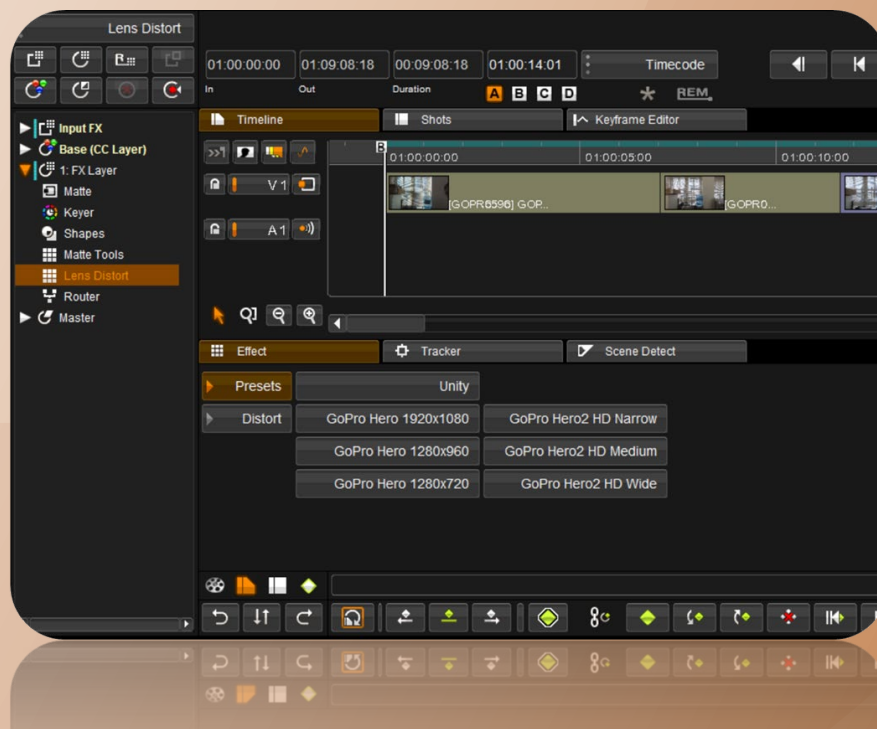 Lens Distort
R
01:00:00:00 01:09:08:18 00:09:08:18 01:00:14:01 Timecode
In Out Duration A B C D REM
Input FX
Base (CC Layer)
1: FX Layer
Matte
Keyer
Shapes
Matte Tools
Lens Distort
Router
Master
Timeline Shots Keyframe Editor
B 01:00:00:00 01:00:05:00 01:00:10:00
V 1
[GOPR6596] GOP... [GOPR0...
A 1
Effect Tracker Scene Detect
Presets Unity
Distort GoPro Hero 1920x1080 GoPro Hero2 HD Narrow
GoPro Hero 1280x960 GoPro Hero2 HD Medium
GoPro Hero 1280x720 GoPro Hero2 HD Wide